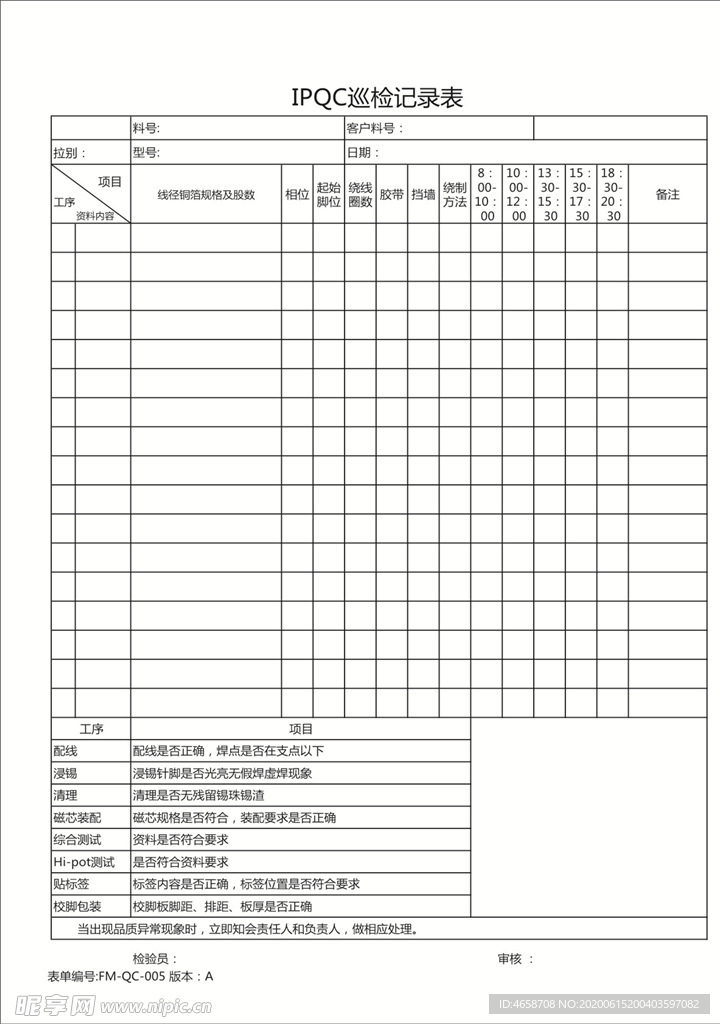 IPQC巡检记录表
料号: 客户料号：
拉别： 型号: 日期：
项目
工序
资料内容
线径铜箔规格及股数 相位 起始脚位 绕线圈数 胶带 挡墙 绕制方法 8：00-10：00 10：00-12：00 13：30-15：30 15：30-17：30 18：30-20：30 备注
工序 项目
配线 配线是否正确，焊点是否在支点以下
浸锡 浸锡针脚是否光亮无假焊虚焊现象
清理 清理是否无残留锡珠锡渣
磁芯装配 磁芯规格是否符合，装配要求是否正确
综合测试 资料是否符合要求
Hi-pot测试 是否符合资料要求
贴标签 标签内容是否正确，标签位置是否符合要求
校脚包装 校脚板脚距、排距、板厚是否正确
当出现品质异常现象时，立即知会责任人和负责人，做相应处理。
检验员： 审核 ：
表单编号:FM-QC-005 版本：A
昵享网 www.nipic.cn
ID:4658708 NO:20200615200403597082